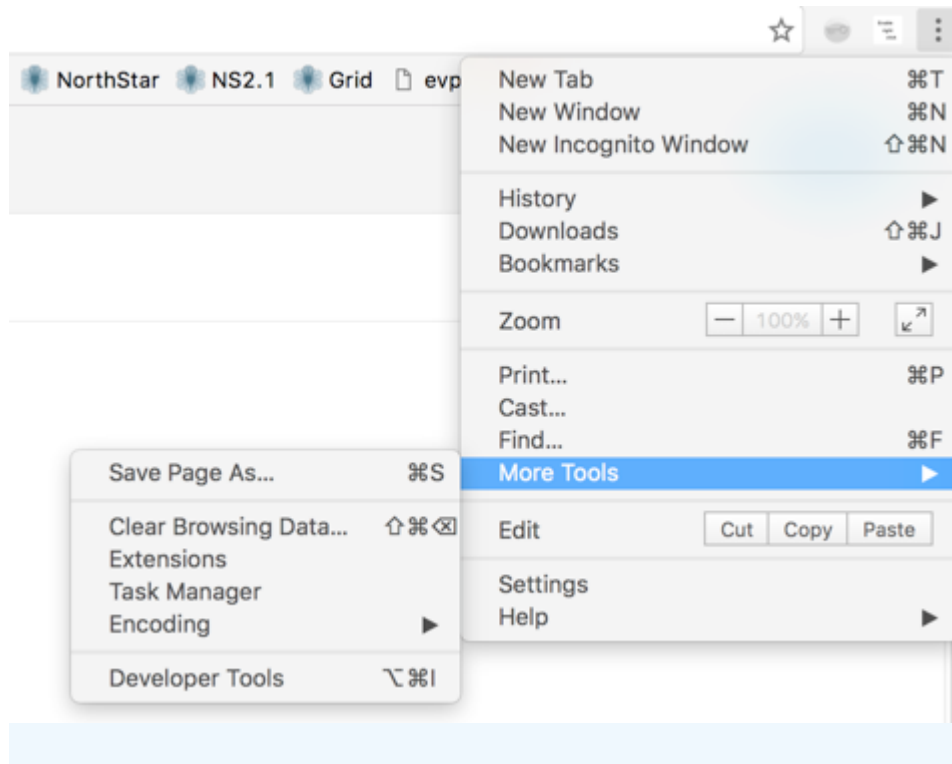 NorthStar NS2.1 Grid evp
New Tab ⌘T
New Window ⌘N
New Incognito Window ⇧⌘N
History ▶
Downloads ⇧⌘J
Bookmarks ▶
Zoom — 100% +
Print... ⌘P
Cast...
Find... ⌘F
More Tools ▶
Edit Cut Copy Paste
Settings
Help ▶
Save Page As... ⌘S
Clear Browsing Data... ⇧⌘⌫
Extensions
Task Manager
Encoding ▶
Developer Tools ⌥⌘I